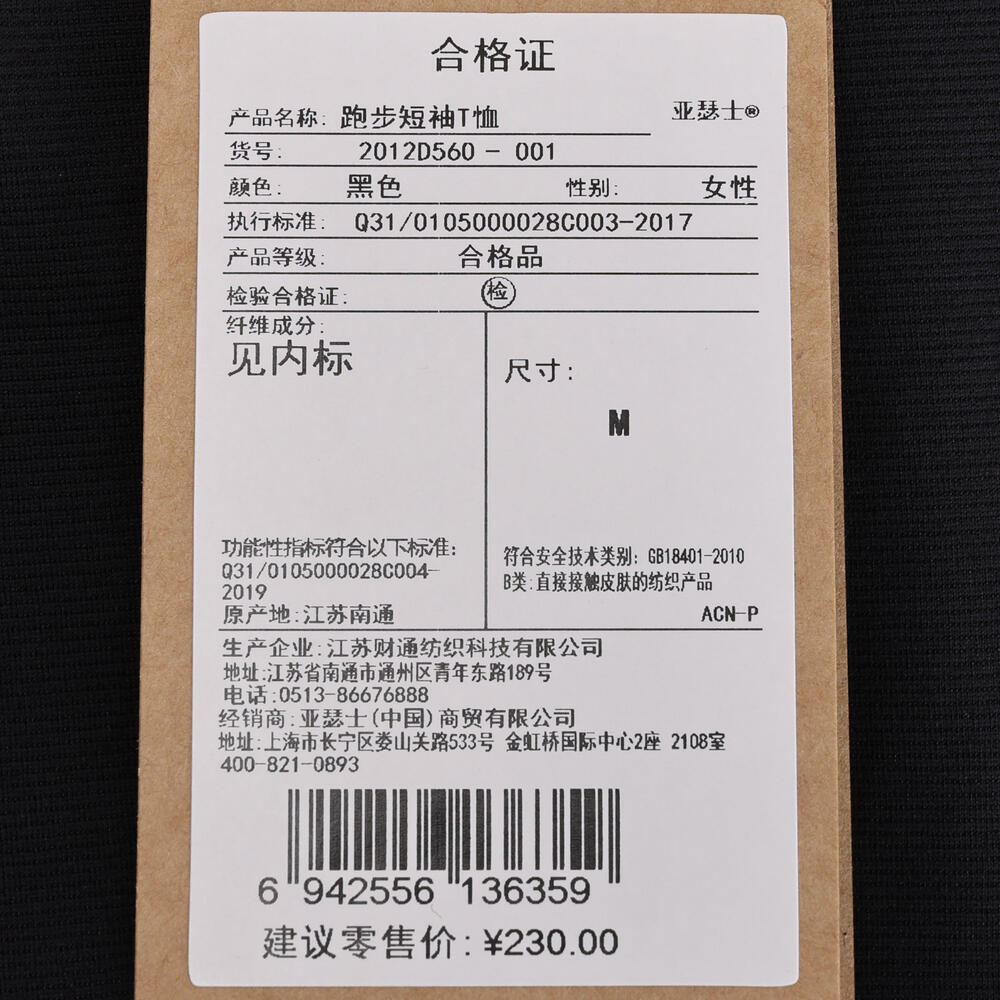 合格证
产品名称: 跑步短袖T恤 亚瑟士®
货号: 2012D560 - 001
颜色: 黑色 性别: 女性
执行标准: Q31/0105000028C003-2017
产品等级: 合格品
检验合格证: 检
纤维成分:
见内标
尺寸:
M
功能性指标符合以下标准:
Q31/0105000028C004-
2019
原产地:江苏南通
符合安全技术类别: GB18401-2010
B类:直接接触皮肤的纺织产品
ACN-P
生产企业:江苏财通纺织科技有限公司
地址:江苏省南通市通州区青年东路189号
电话:0513-86676888
经销商:亚瑟士(中国)商贸有限公司
地址:上海市长宁区娄山关路533号 金虹桥国际中心2座 2108室
400-821-0893
6 942556 136359
建议零售价: ¥230.00